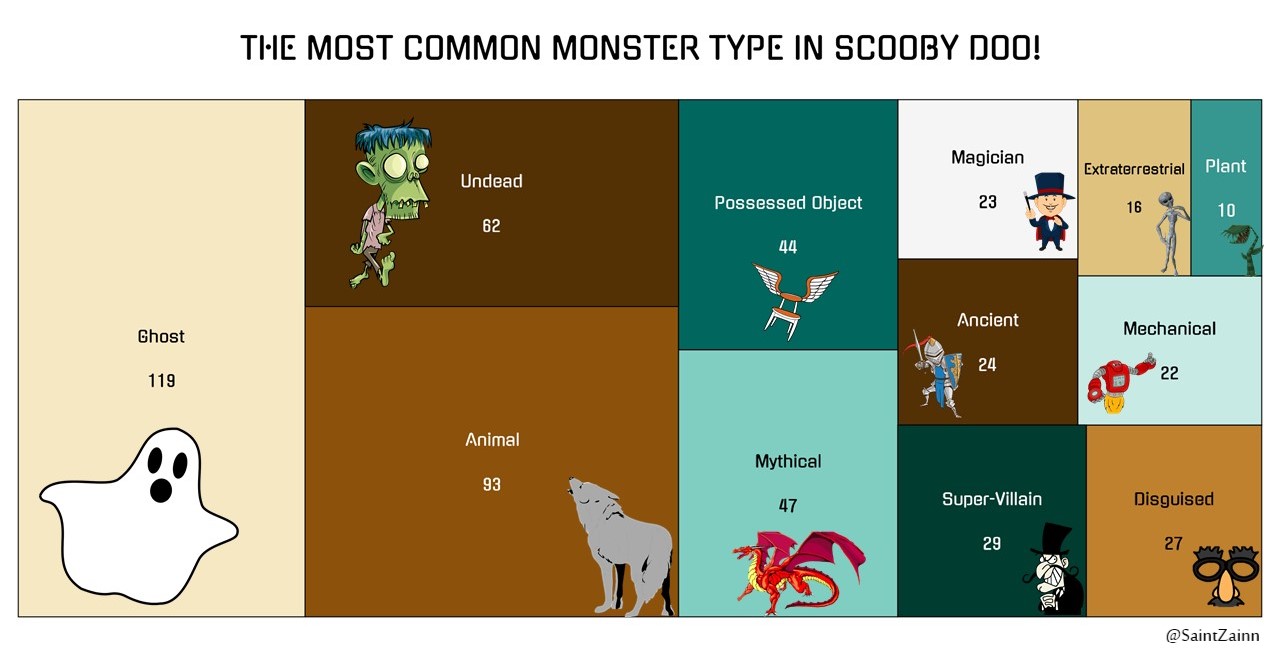 THE MOST COMMON MONSTER TYPE IN SCOOBY DOO!
Ghost
119
Undead
62
Animal
93
Possessed Object
44
Mythical
47
Magician
23
Ancient
24
Super-Villain
29
Extraterrestrial
16
Plant
10
Mechanical
22
Disguised
27
@SaintZainn